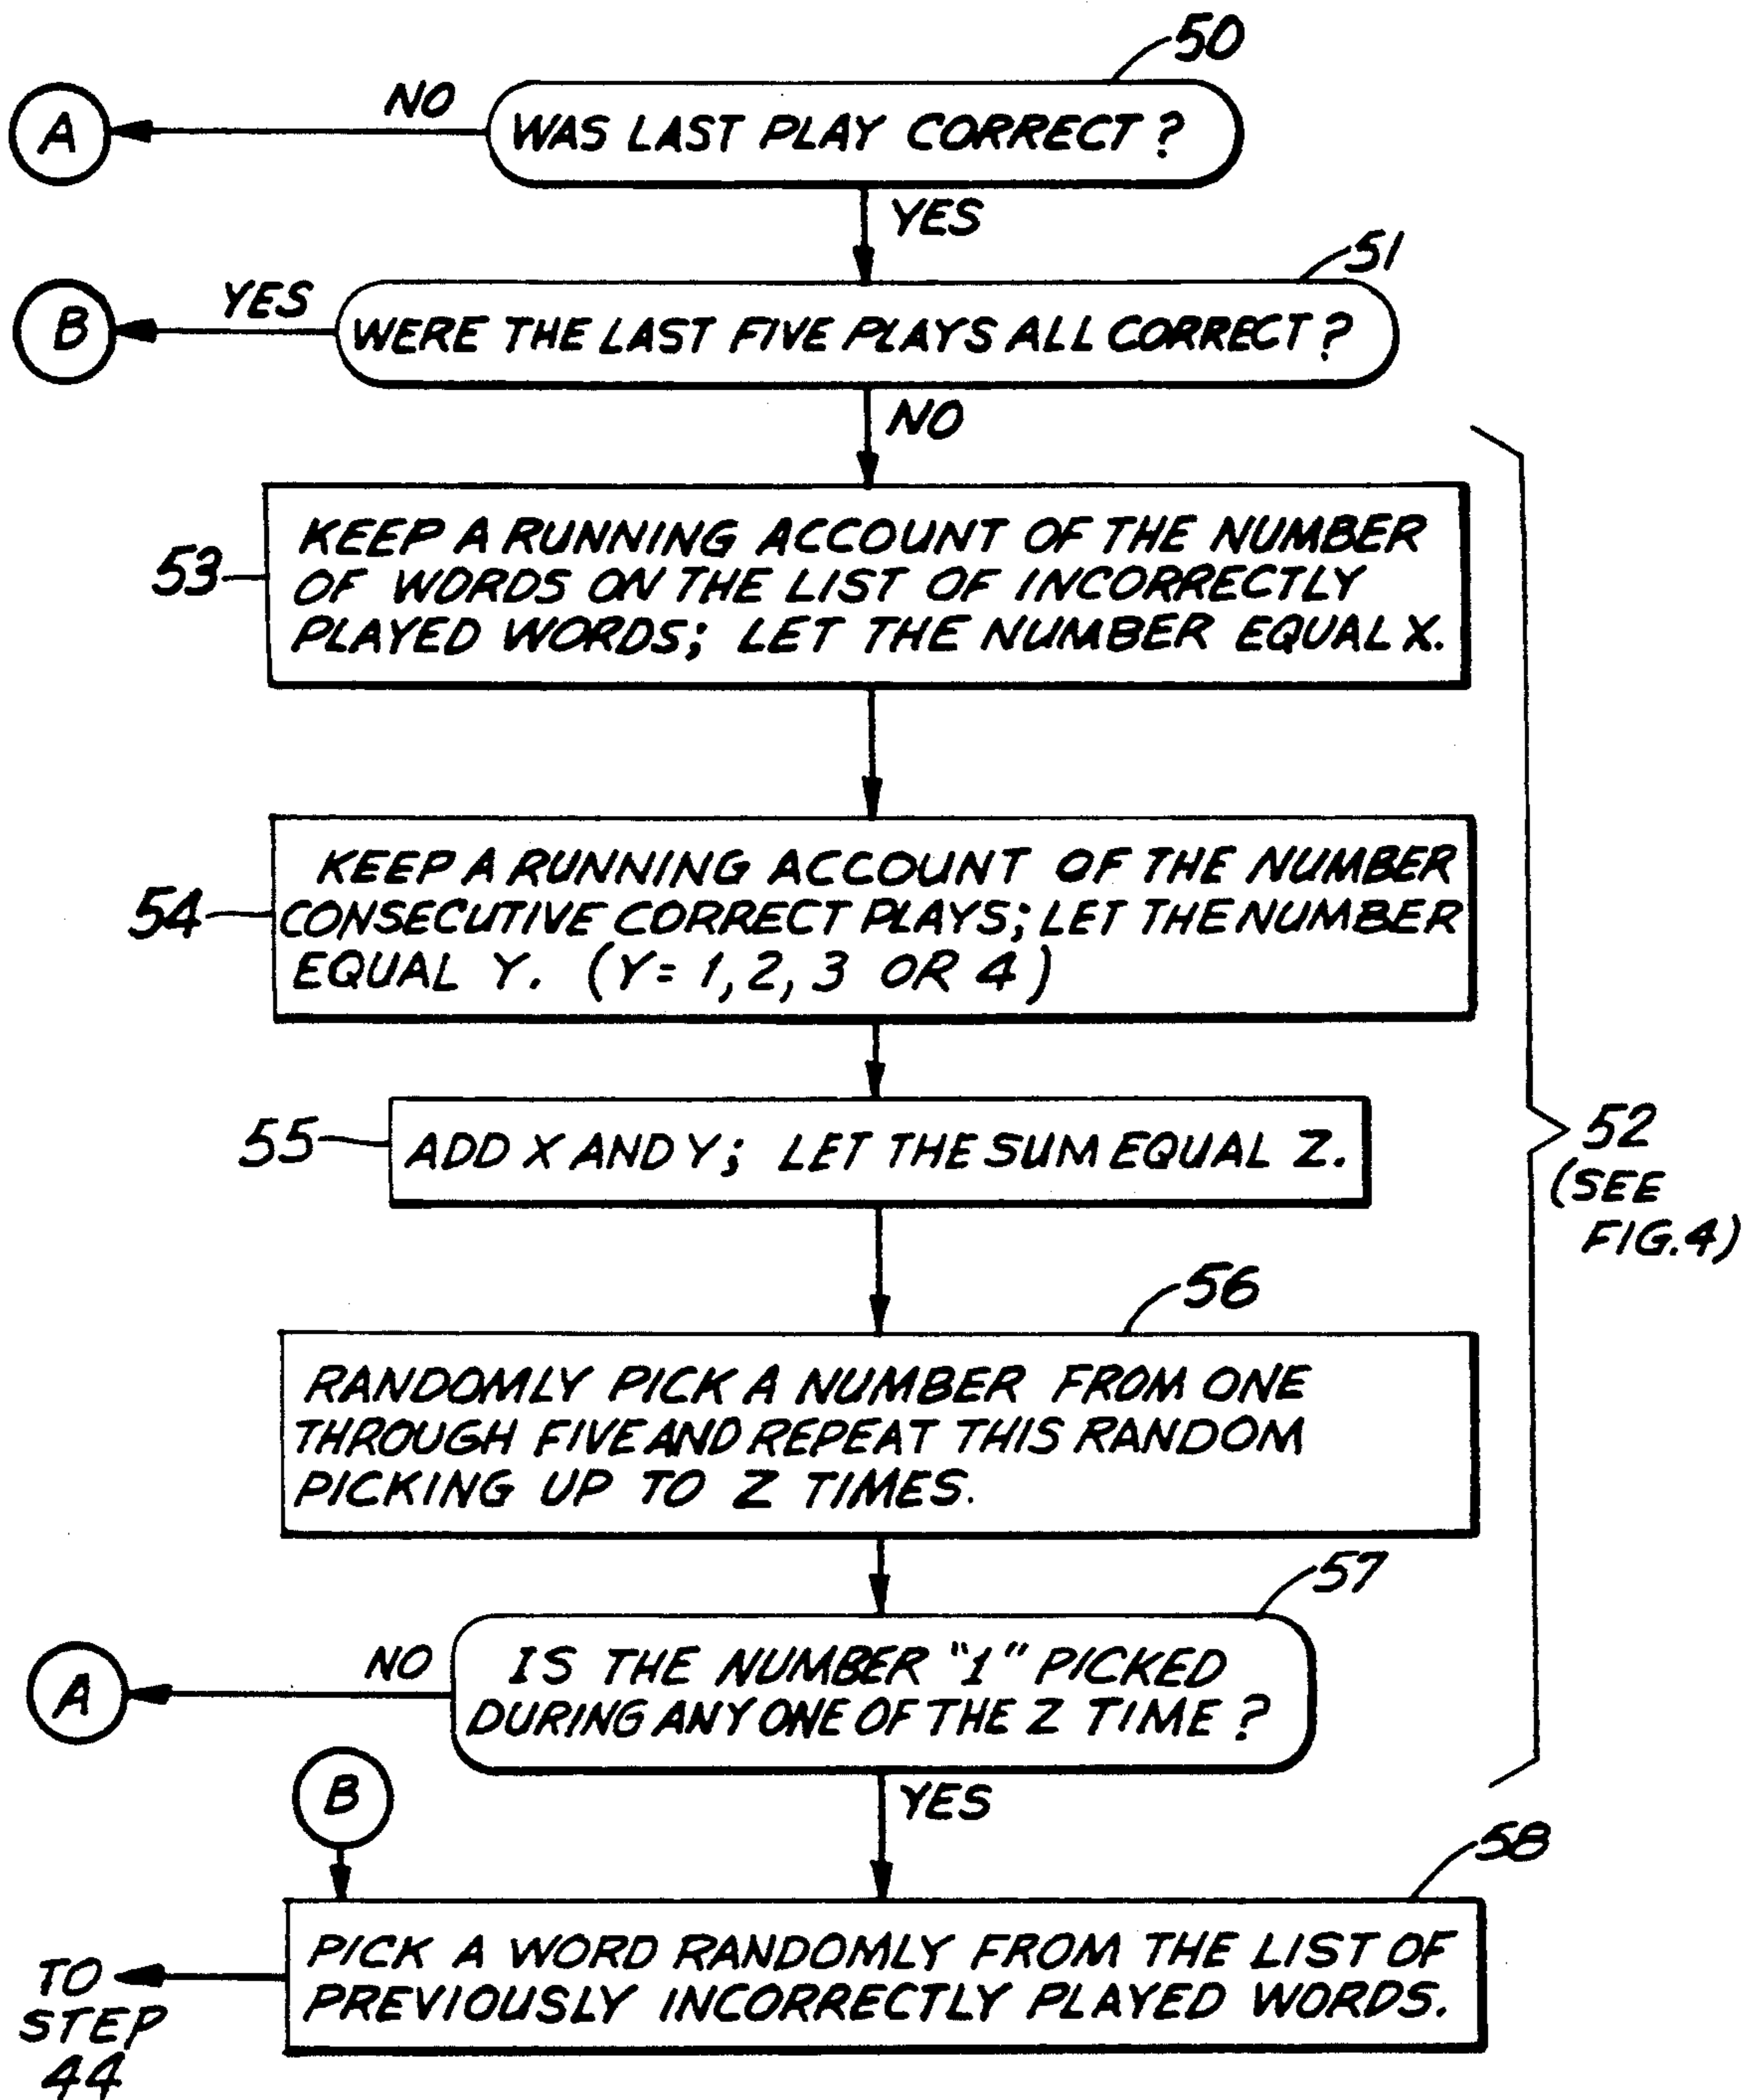 50
A
NO
WAS LAST PLAY CORRECT?
YES
51
B
YES
WERE THE LAST FIVE PLAYS ALL CORRECT?
NO
53
KEEP A RUNNING ACCOUNT OF THE NUMBER
OF WORDS ON THE LIST OF INCORRECTLY
PLAYED WORDS; LET THE NUMBER EQUAL X.
54
KEEP A RUNNING ACCOUNT OF THE NUMBER
CONSECUTIVE CORRECT PLAYS; LET THE NUMBER
EQUAL Y. (Y= 1, 2, 3 OR 4)
55
ADD X AND Y; LET THE SUM EQUAL Z.
52
(SEE
FIG.4)
56
RANDOMLY PICK A NUMBER FROM ONE
THROUGH FIVE AND REPEAT THIS RANDOM
PICKING UP TO Z TIMES.
57
A
NO
IS THE NUMBER "1" PICKED
DURING ANY ONE OF THE Z TIME?
B
YES
58
PICK A WORD RANDOMLY FROM THE LIST OF
PREVIOUSLY INCORRECTLY PLAYED WORDS.
TO
STEP
44